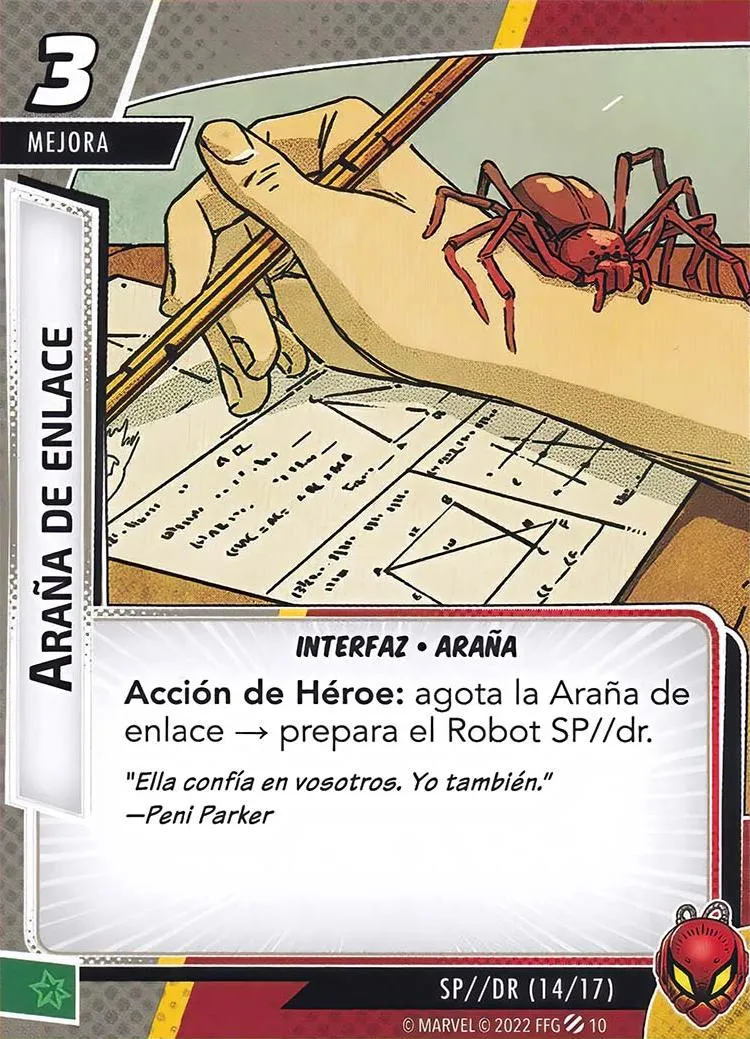 3
MEJORA
ARAÑA DE ENLACE
INTERFAZ • ARAÑA
Acción de Héroe: agota la Araña de
enlace → prepara el Robot SP//dr.
"Ella confía en vosotros. Yo también."
—Peni Parker
SP//DR (14/17)
© MARVEL © 2022 FFG 10